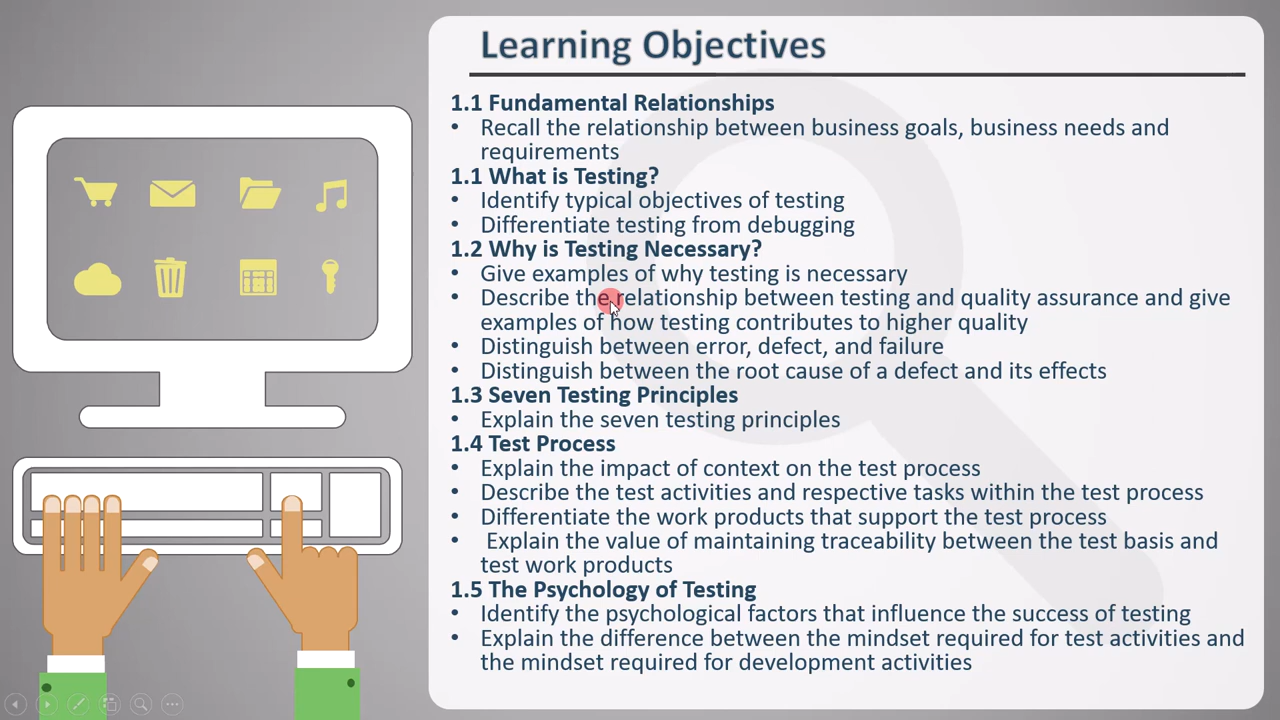 Learning Objectives
1.1 Fundamental Relationships
• Recall the relationship between business goals, business needs and
requirements
1.1 What is Testing?
• Identify typical objectives of testing
• Differentiate testing from debugging
1.2 Why is Testing Necessary?
• Give examples of why testing is necessary
• Describe the relationship between testing and quality assurance and give
examples of how testing contributes to higher quality
• Distinguish between error, defect, and failure
• Distinguish between the root cause of a defect and its effects
1.3 Seven Testing Principles
• Explain the seven testing principles
1.4 Test Process
• Explain the impact of context on the test process
• Describe the test activities and respective tasks within the test process
• Differentiate the work products that support the test process
• Explain the value of maintaining traceability between the test basis and
test work products
1.5 The Psychology of Testing
• Identify the psychological factors that influence the success of testing
• Explain the difference between the mindset required for test activities and
the mindset required for development activities